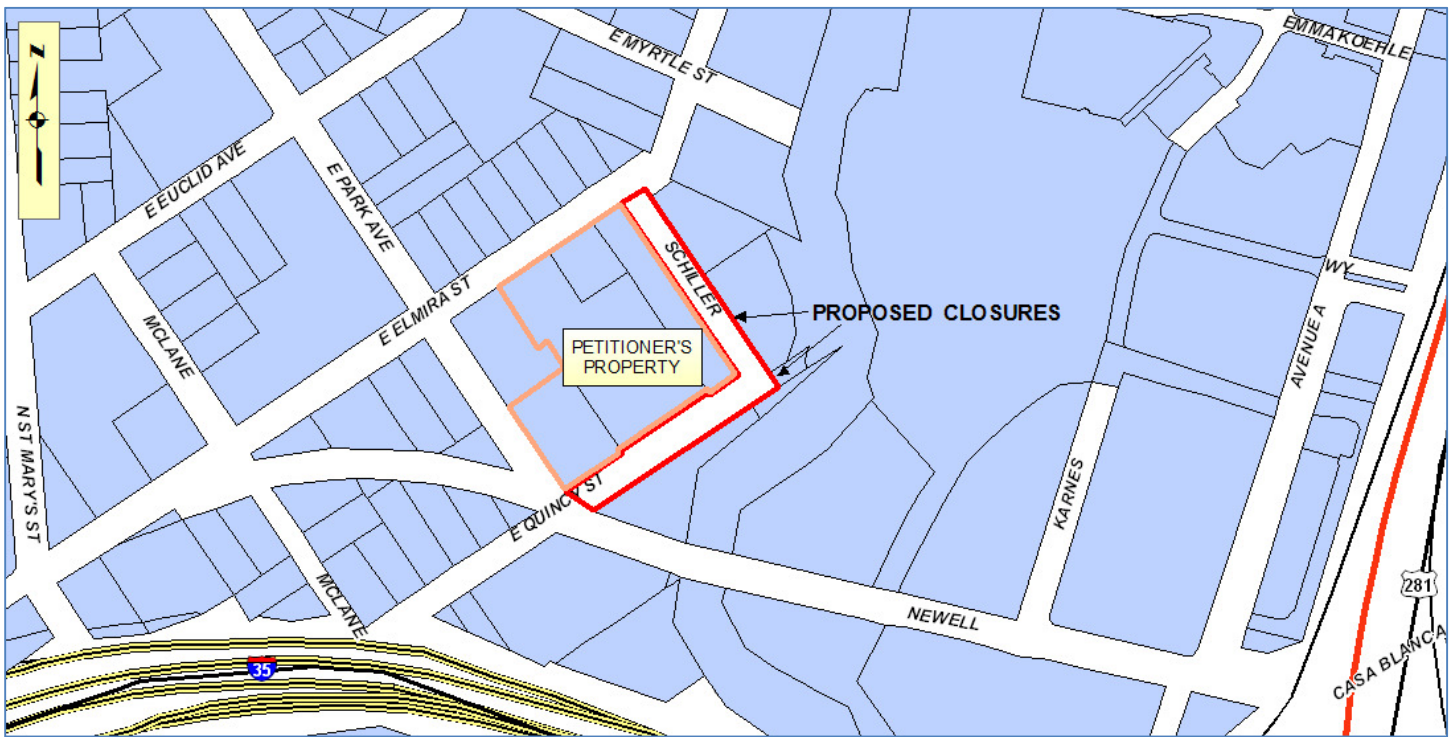 EMMA KOEHLE
E MYRTLE ST
N
E EUCLID AVE
E PARK AVE
SCHILLER
WY
E ELMIRA ST
PROPOSED CLOSURES
MCLANE
PETITIONER'S
PROPERTY
AVENUE A
N ST MARY'S ST
KARNES
E QUINCY ST
281
MCLANE
NEWELL
CASA BLANCA
35